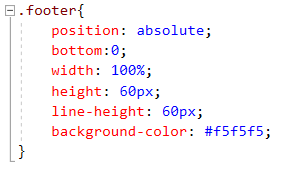 .footer{
position: absolute;
bottom:0;
width: 100%;
height: 60px;
line-height: 60px;
background-color: #f5f5f5;
}